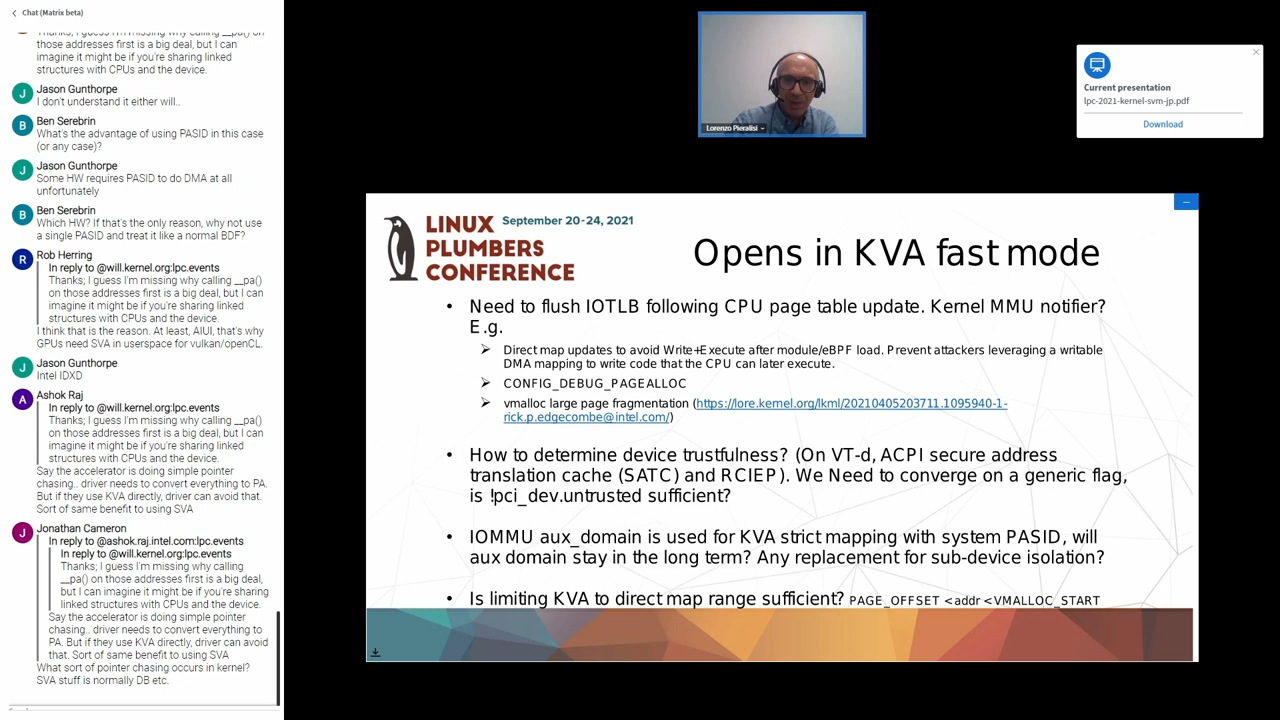 Chat (Matrix beta)
Thanks; I guess I'm missing why calling __pa() on
those addresses first is a big deal, but I can
imagine it might be if you're sharing linked
structures with CPUs and the device.
J
Jason Gunthorpe
I don't understand it either will..
B
Ben Serebrin
What's the advantage of using PASID in this case
(or any case)?
J
Jason Gunthorpe
Some HW requires PASID to do DMA at all
unfortunately
B
Ben Serebrin
Which HW? If that's the only reason, why not use
a single PASID and treat it like a normal BDF?
R
Rob Herring
In reply to @will.kernel.org:lpc.events
Thanks; I guess I'm missing why calling __pa()
on those addresses first is a big deal, but I can
imagine it might be if you're sharing linked
structures with CPUs and the device.
I think that is the reason. At least, AIUI, that's why
GPUs need SVA in userspace for vulkan/openCL.
J
Jason Gunthorpe
Intel IDXD
A
Ashok Raj
In reply to @will.kernel.org:lpc.events
Thanks; I guess I'm missing why calling __pa()
on those addresses first is a big deal, but I can
imagine it might be if you're sharing linked
structures with CPUs and the device.
Say the accelerator is doing simple pointer
chasing.. driver needs to convert everything to PA.
But if they use KVA directly, driver can avoid that.
Sort of same benefit to using SVA
J
Jonathan Cameron
In reply to @ashok.raj.intel.com:lpc.events
In reply to @will.kernel.org:lpc.events
Thanks; I guess I'm missing why calling
__pa() on those addresses first is a big deal,
but I can imagine it might be if you're sharing
linked structures with CPUs and the device.
Say the accelerator is doing simple pointer
chasing.. driver needs to convert everything to
PA. But if they use KVA directly, driver can avoid
that. Sort of same benefit to using SVA
What sort of pointer chasing occurs in kernel?
SVA stuff is normally DB etc.
Lorenzo Pieralisi
Current presentation
lpc-2021-kernel-svm-jp.pdf
Download
LINUX
PLUMBERS
CONFERENCE
September 20-24, 2021
Opens in KVA fast mode
• Need to flush IOTLB following CPU page table update. Kernel MMU notifier?
E.g.
➢ Direct map updates to avoid Write+Execute after module/eBPF load. Prevent attackers leveraging a writable
DMA mapping to write code that the CPU can later execute.
➢ CONFIG_DEBUG_PAGEALLOC
➢ vmalloc large page fragmentation (https://lore.kernel.org/lkml/20210405203711.1095940-1-
rick.p.edgecombe@intel.com/)
• How to determine device trustfulness? (On VT-d, ACPI secure address
translation cache (SATC) and RCIEP). We Need to converge on a generic flag,
is !pci_dev.untrusted sufficient?
• IOMMU aux_domain is used for KVA strict mapping with system PASID, will
aux domain stay in the long term? Any replacement for sub-device isolation?
• Is limiting KVA to direct map range sufficient? PAGE_OFFSET <addr <VMALLOC_START